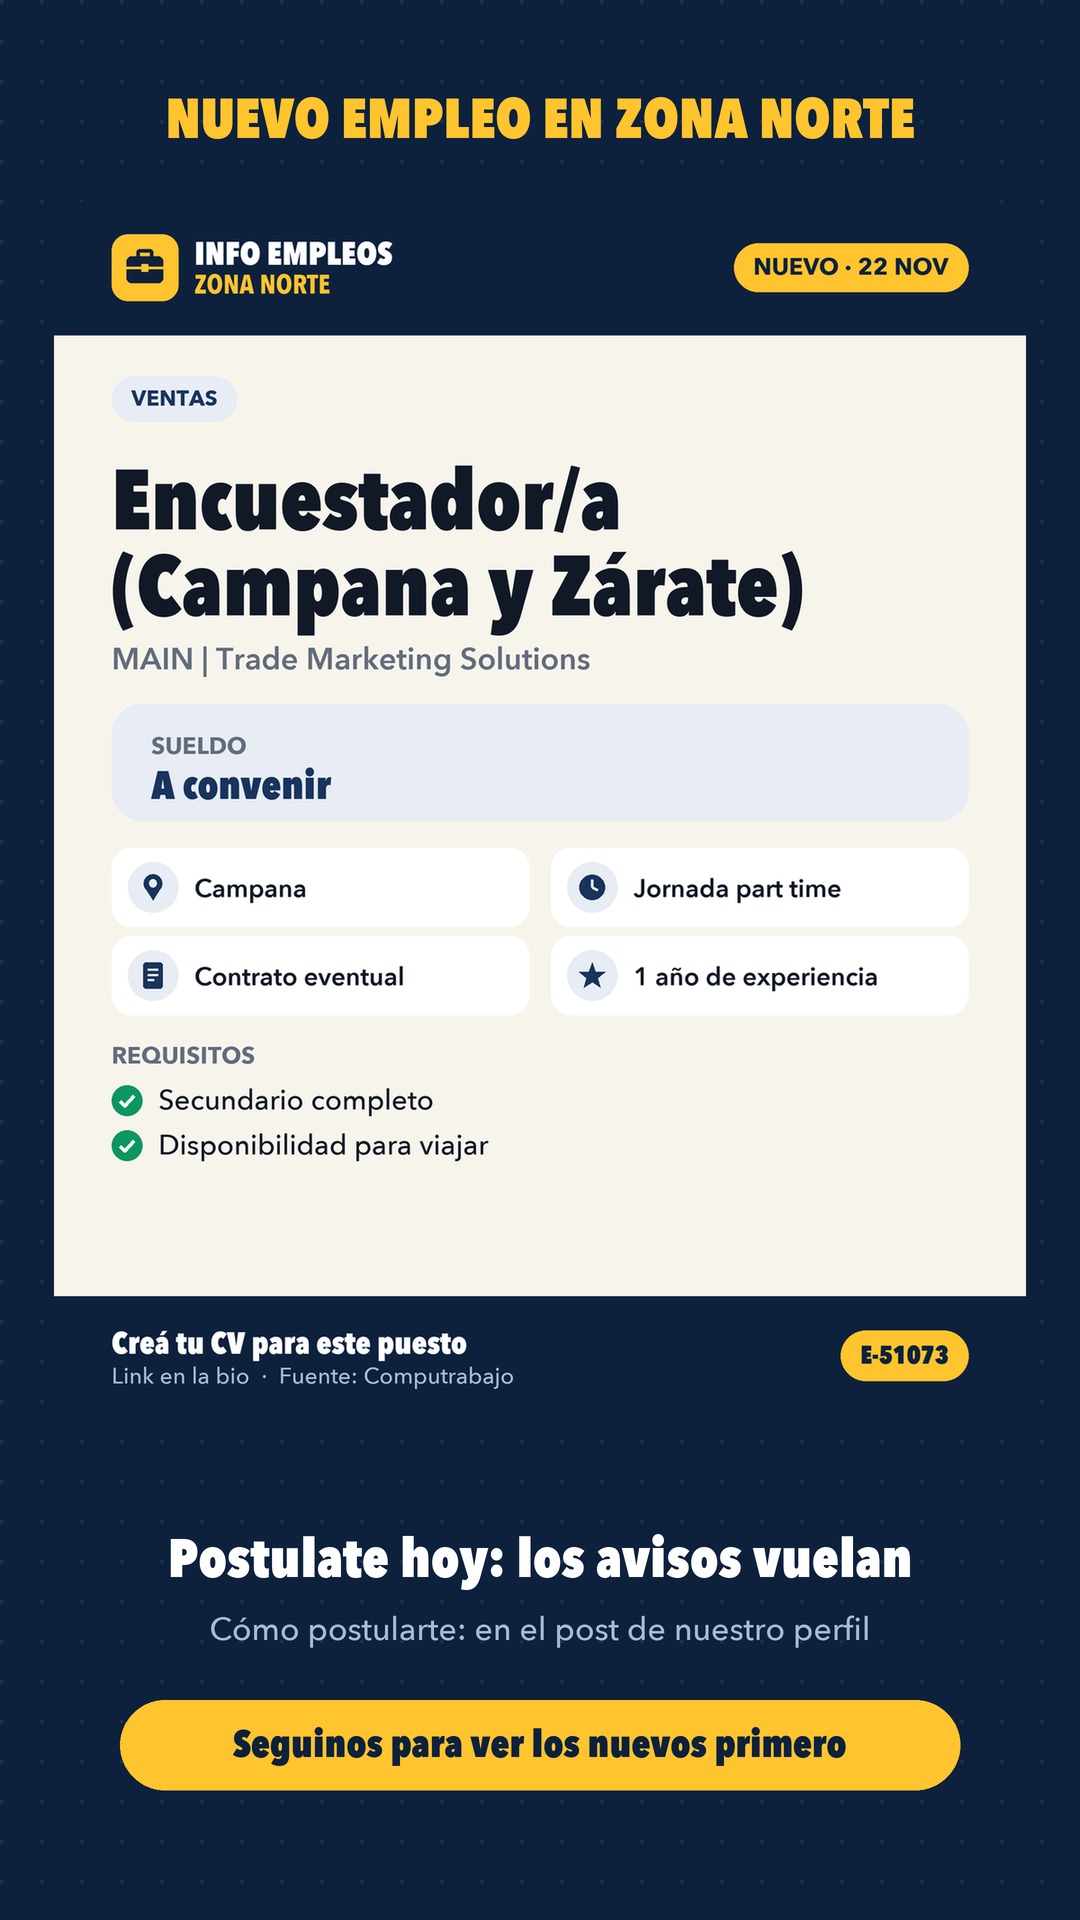 NUEVO EMPLEO EN ZONA NORTE
INFO EMPLEOS
ZONA NORTE
NUEVO · 22 NOV
VENTAS
Encuestador/a
(Campana y Zárate)
MAIN | Trade Marketing Solutions
SUELDO
A convenir
Campana
Jornada part time
Contrato eventual
1 año de experiencia
REQUISITOS
Secundario completo
Disponibilidad para viajar
Creá tu CV para este puesto
Link en la bio · Fuente: Computrabajo
E-51073
Postulate hoy: los avisos vuelan
Cómo postularte: en el post de nuestro perfil
Seguinos para ver los nuevos primero